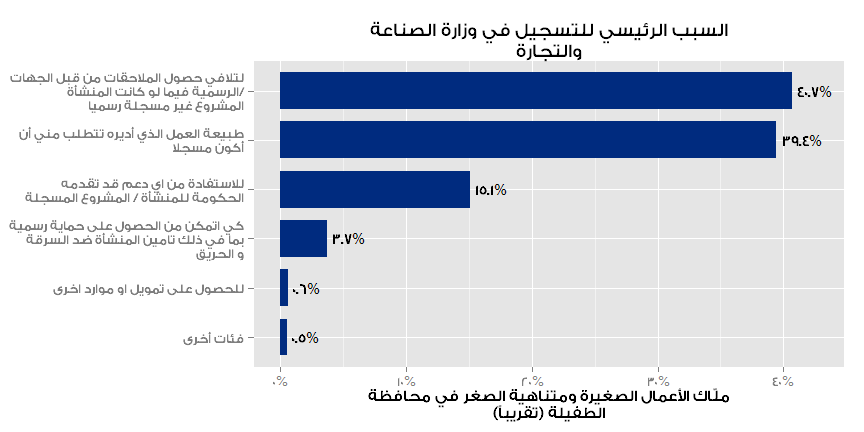 السبب الرئيسي للتسجيل في وزارة الصناعة
والتجارة
لتلافي حصول الملاحقات من قبل الجهات
الرسمية فيما لو كانت المنشأة/
المشروع غير مسجلة رسميا
٤٠.٧%
طبيعة العمل الذي أديره تتطلب مني أن
أكون مسجلا
٣٩.٤%
للاستفادة من اي دعم قد تقدمه
الحكومة للمنشأة / المشروع المسجلة
١٥.١%
كي اتمكن من الحصول على حماية رسمية
بما في ذلك تامين المنشأة ضد السرقة
و الحريق
٣.٧%
للحصول على تمويل او موارد اخرى
٠.٦%
فئات أخرى
٠.٥%
٠% ١٠% ٢٠% ٣٠% ٤٠%
ملّاك الأعمال الصغيرة ومتناهية الصغر في محافظة
الطفيلة (تقريباً)